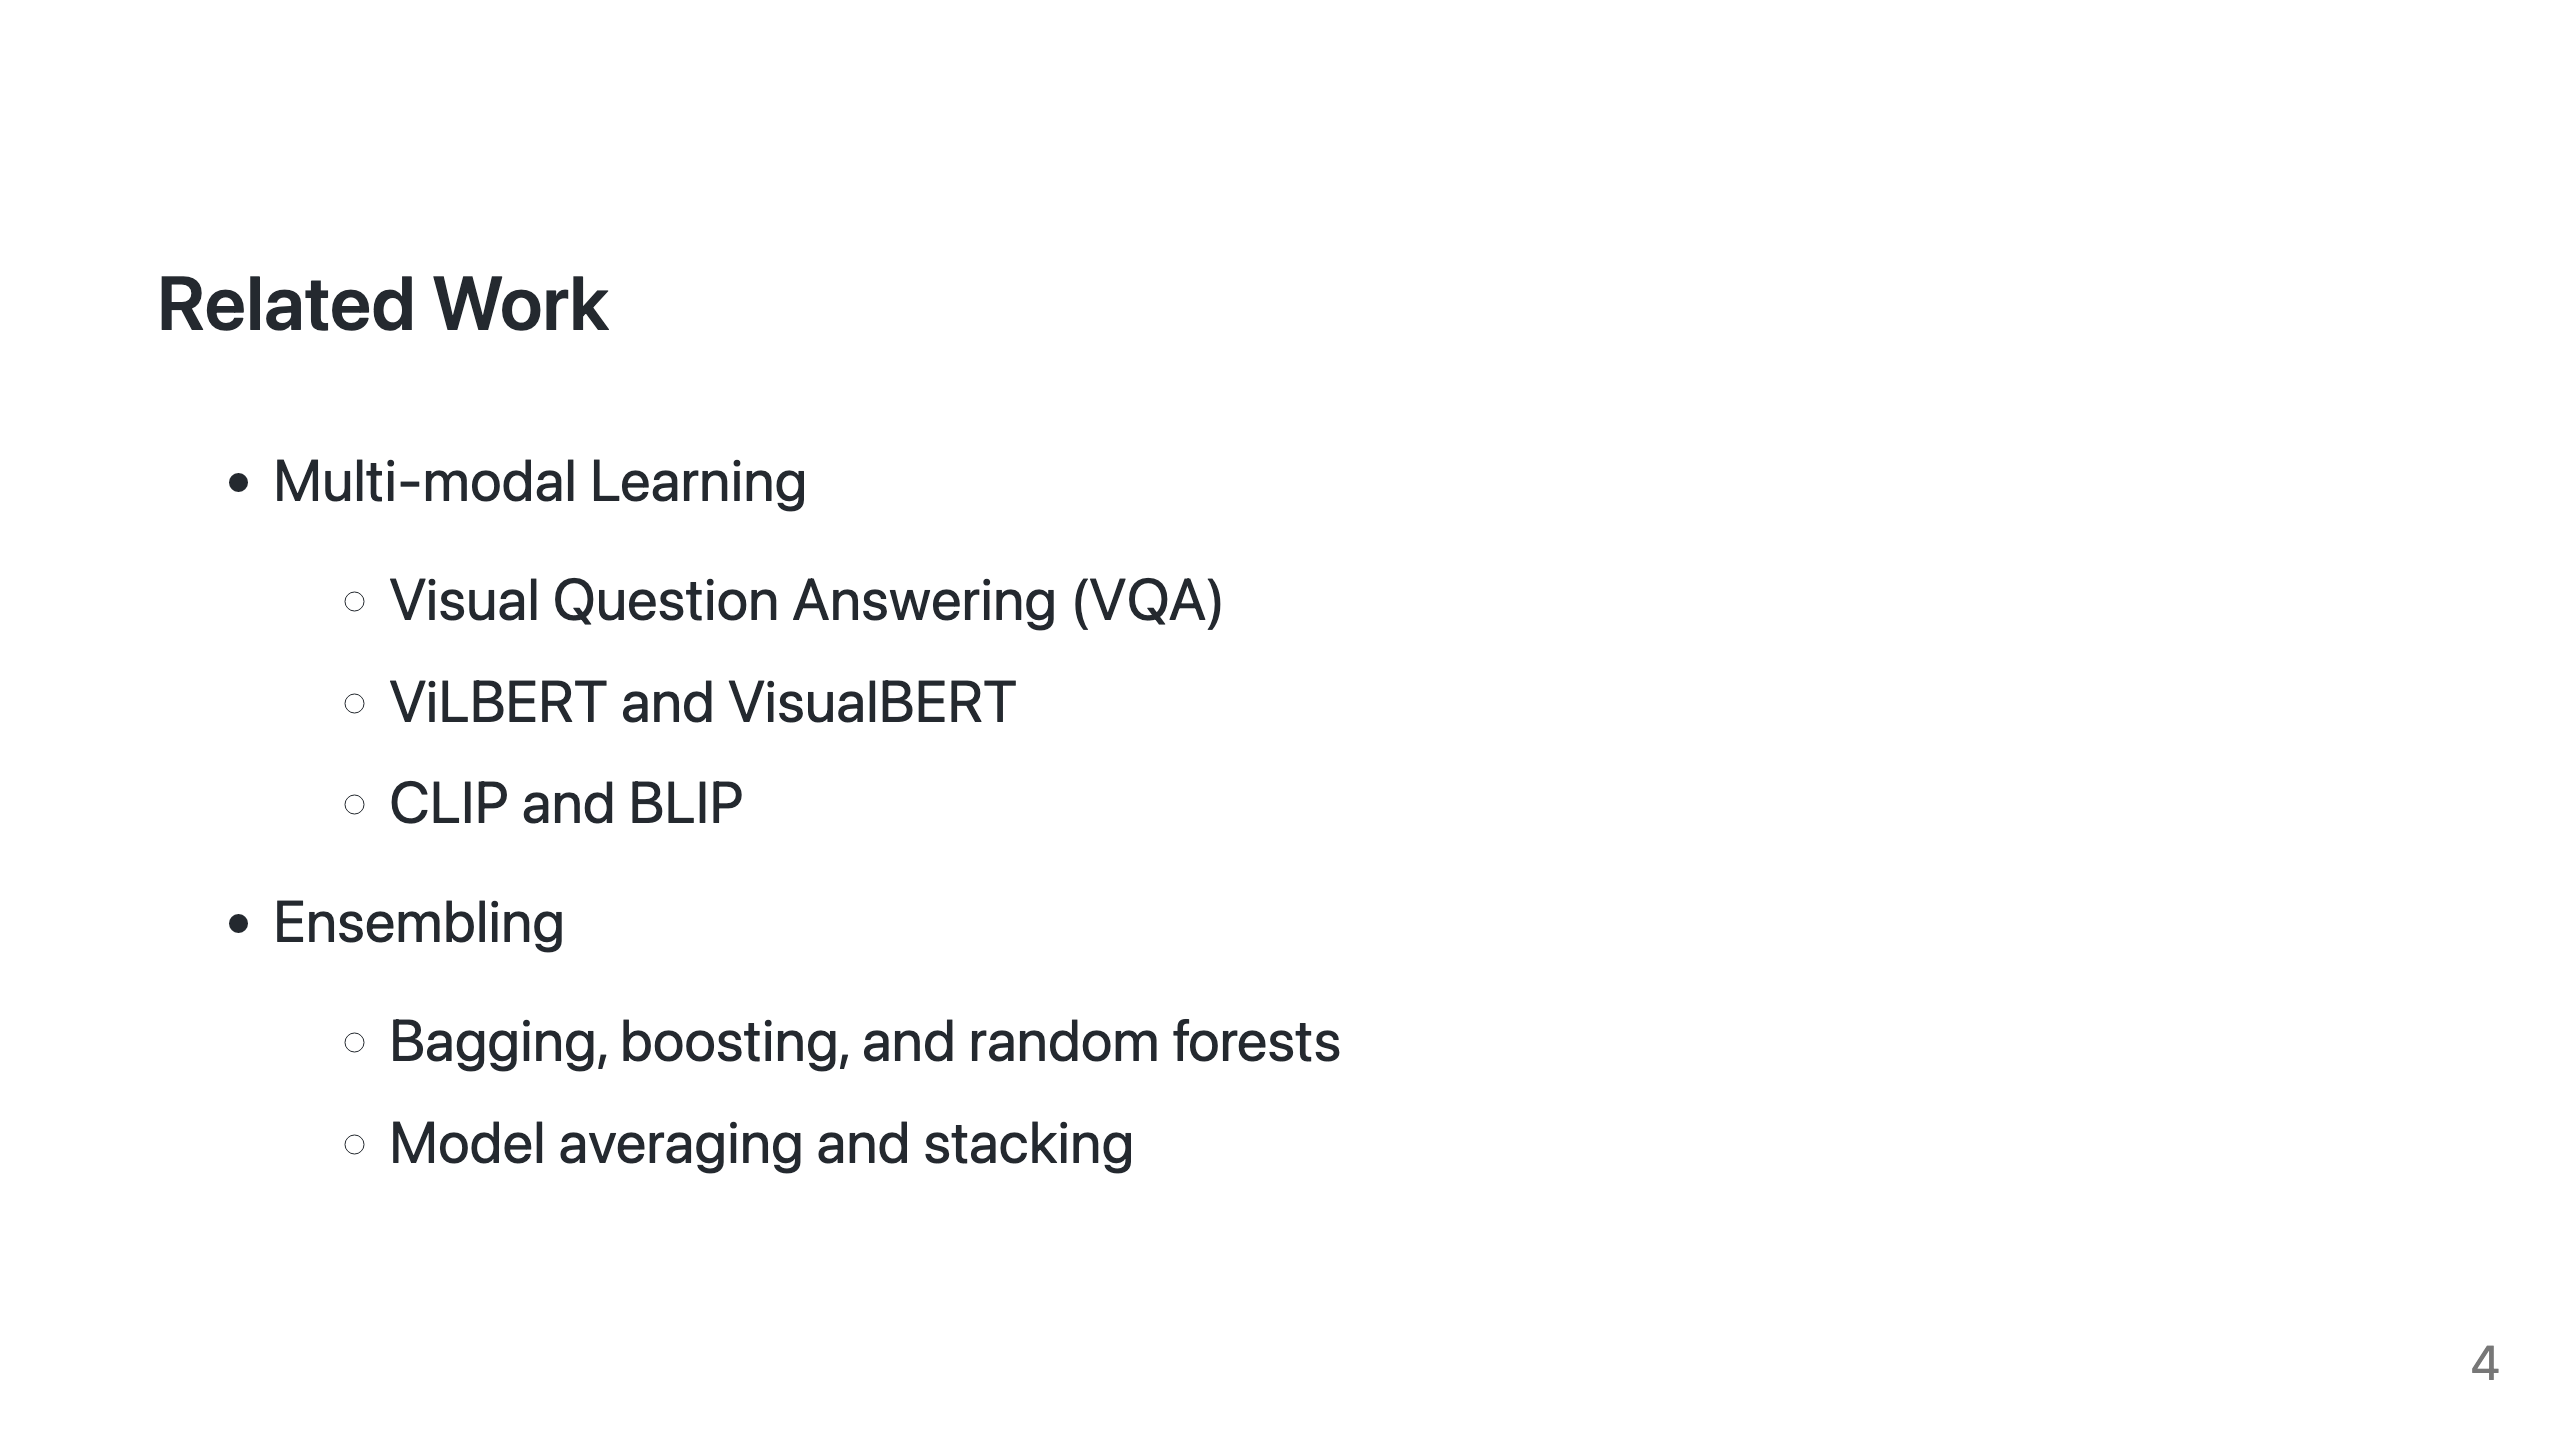 Related Work
• Multi-modal Learning
◦ Visual Question Answering (VQA)
◦ ViLBERT and VisualBERT
◦ CLIP and BLIP
• Ensembling
◦ Bagging, boosting, and random forests
◦ Model averaging and stacking
4